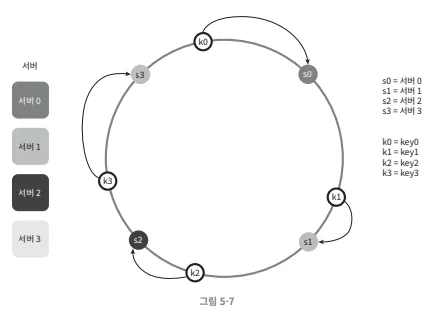 서버
서버 0
서버 1
서버 2
서버 3
k0
s0
k1
s1
k2
s2
k3
s3
s0 = 서버 0
s1 = 서버 1
s2 = 서버 2
s3 = 서버 3
k0 = key0
k1 = key1
k2 = key2
k3 = key3
그림 5-7